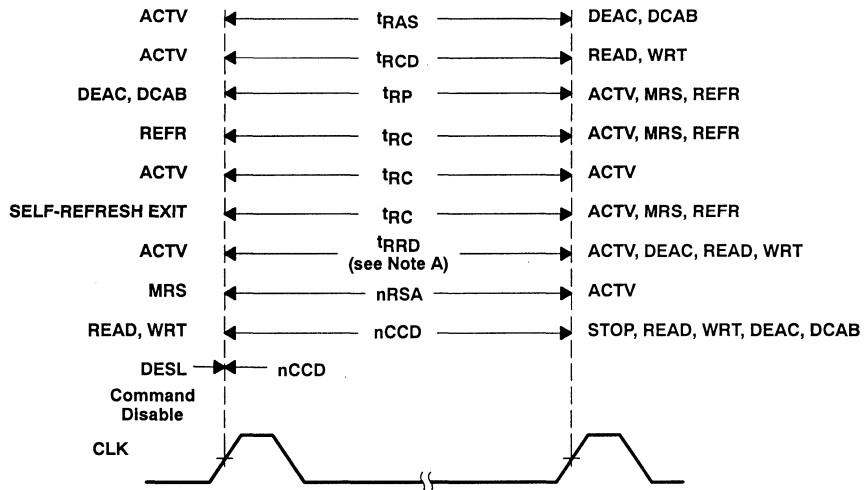 ACTV tRAS DEAC, DCAB
ACTV tRCD READ, WRT
DEAC, DCAB tRP ACTV, MRS, REFR
REFR tRC ACTV, MRS, REFR
ACTV tRC ACTV
SELF-REFRESH EXIT tRC ACTV, MRS, REFR
ACTV tRRD ACTV, DEAC, READ, WRT
(see Note A)
MRS nRSA ACTV
READ, WRT nCCD STOP, READ, WRT, DEAC, DCAB
DESL nCCD
Command
Disable
CLK